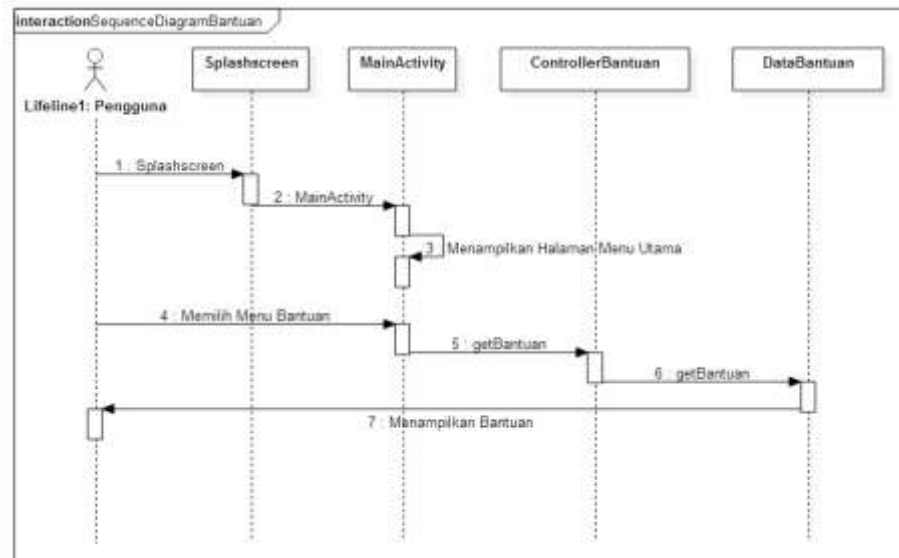 interactionSequenceDiagramBantuan
Splashscreen
MainActivity
ControllerBantuan
DataBantuan
Lifeline1: Pengguna
1 : Splashscreen
2 : MainActivity
3 : Menampilkan Halaman Menu Utama
4 : Memilih Menu Bantuan
5 : getBantuan
6 : getBantuan
7 : Menampilkan Bantuan